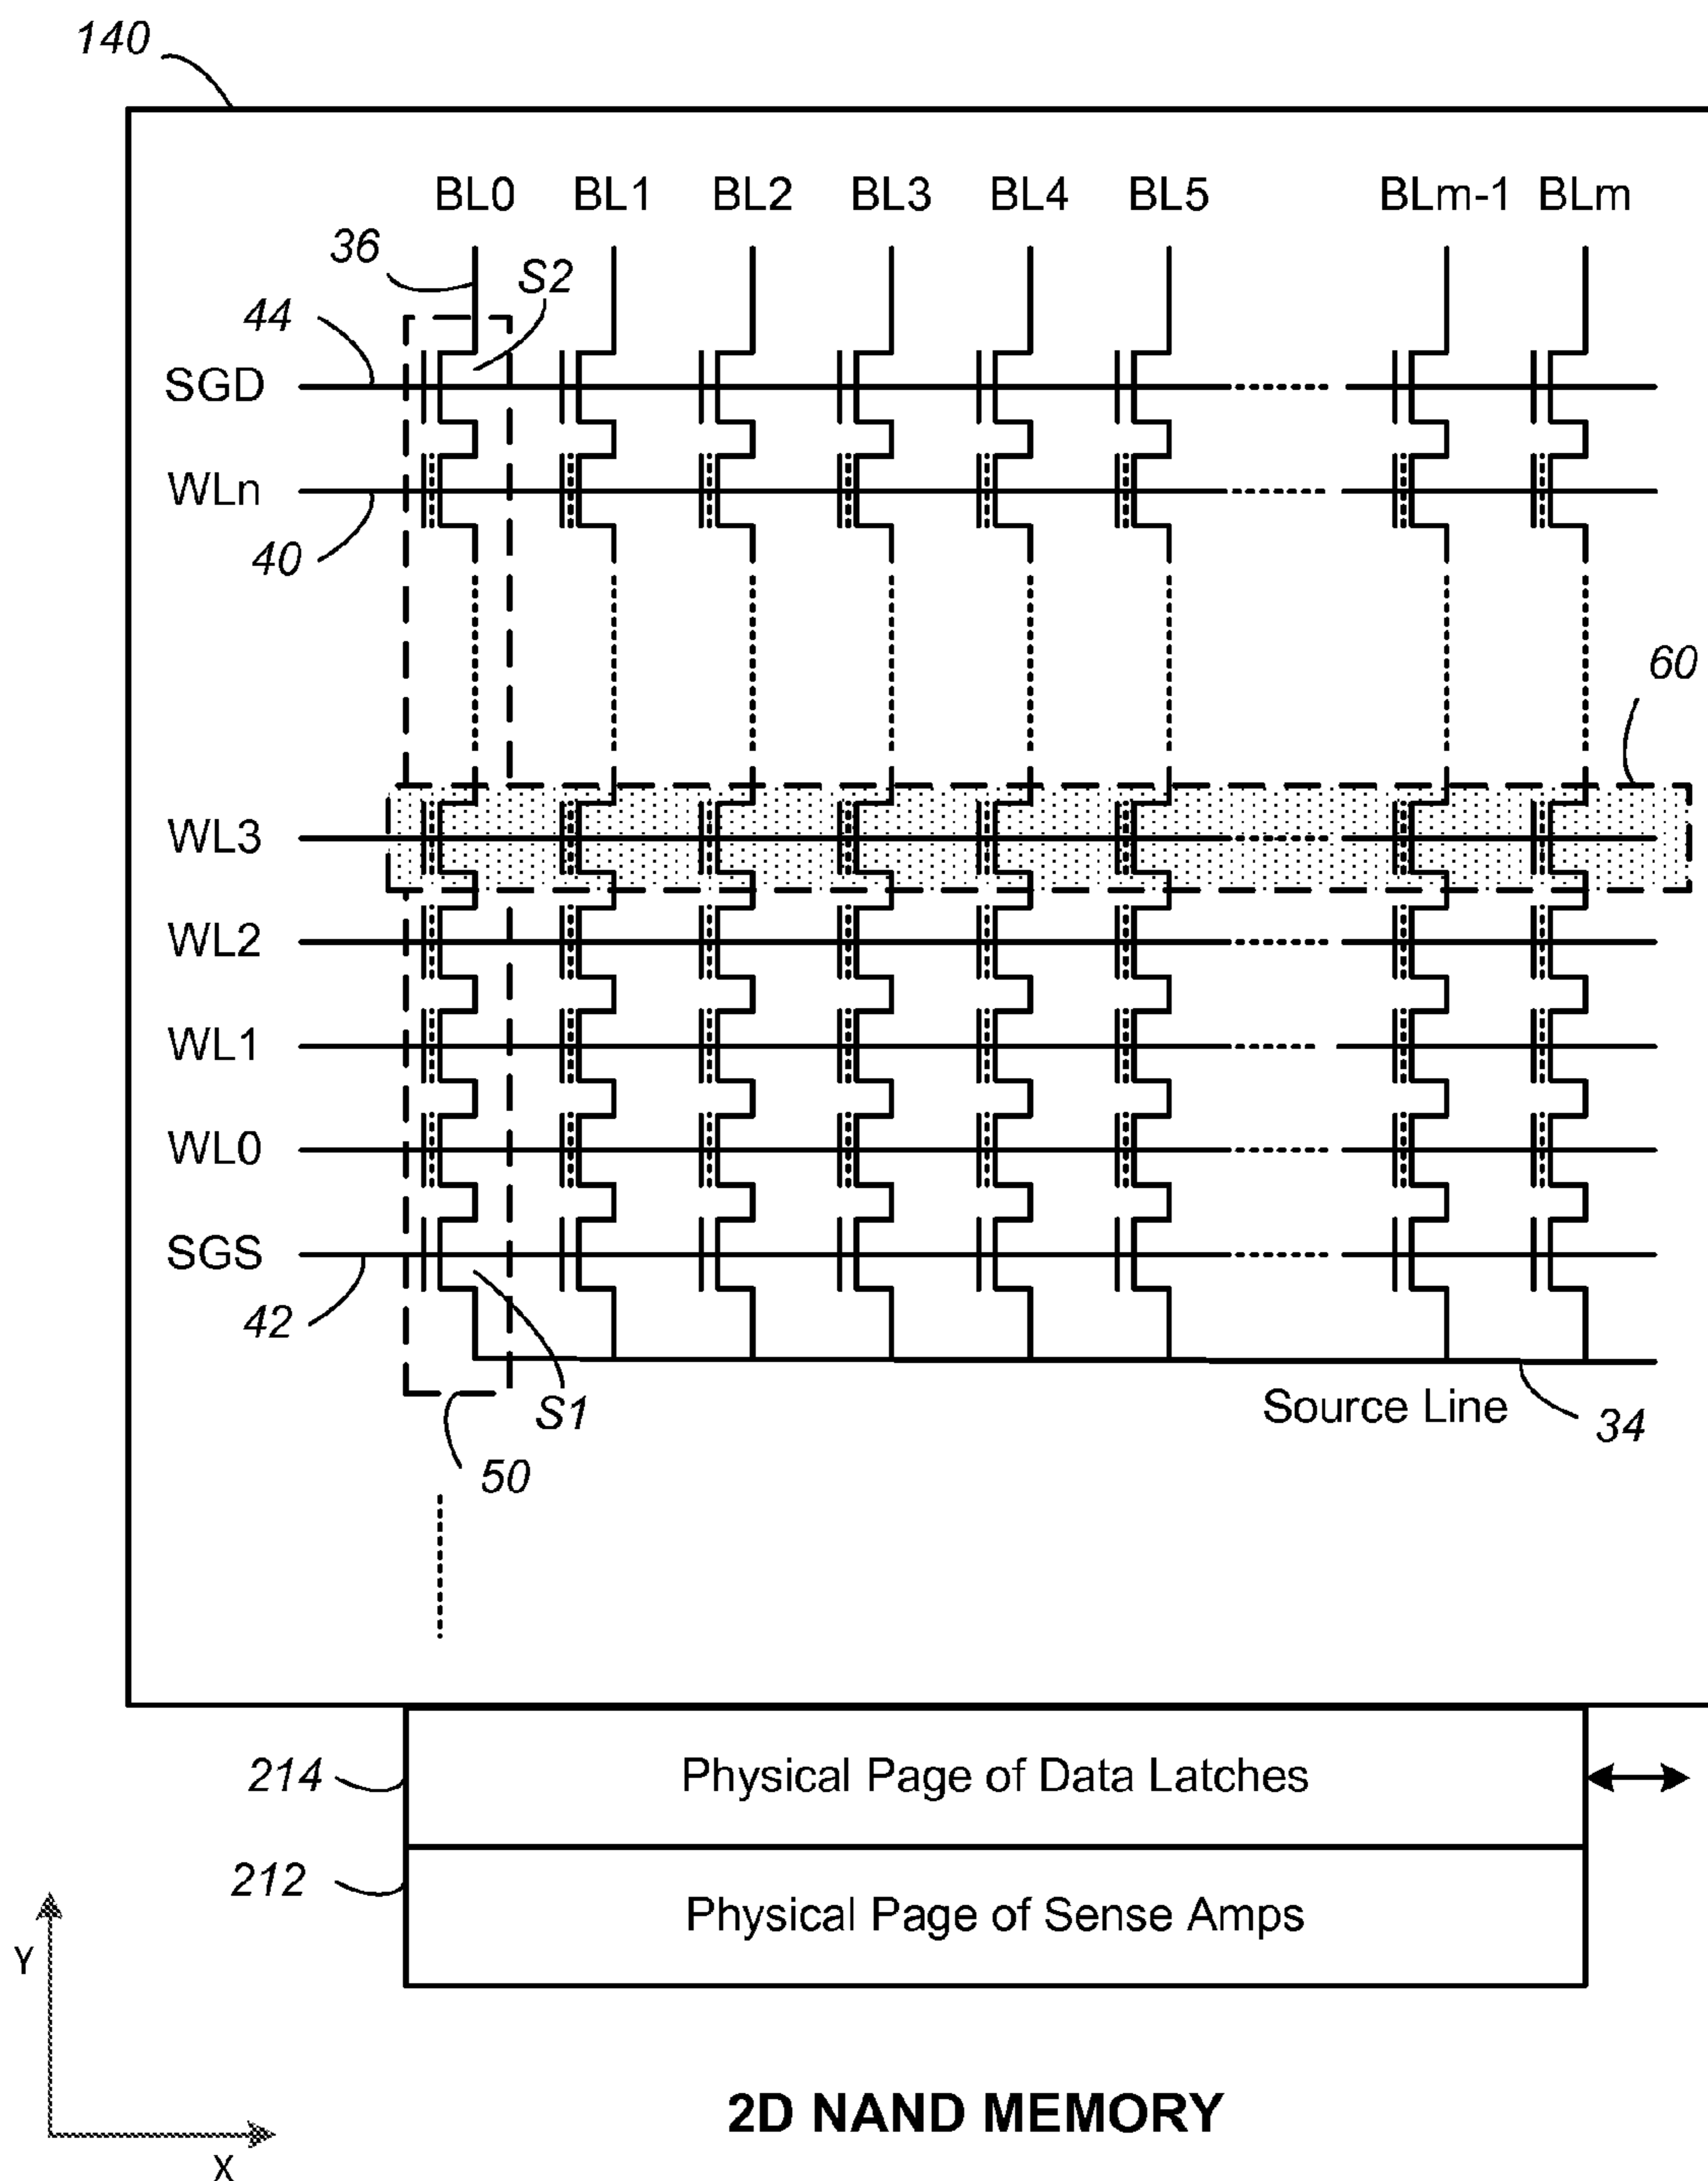 140
BL0 BL1 BL2 BL3 BL4 BL5 BLm-1 BLm
36
S2
44
SGD
WLn
40
60
WL3
WL2
WL1
WL0
SGS
42
S1
Source Line
34
50
214
Physical Page of Data Latches
212
Physical Page of Sense Amps
Y
X
2D NAND MEMORY